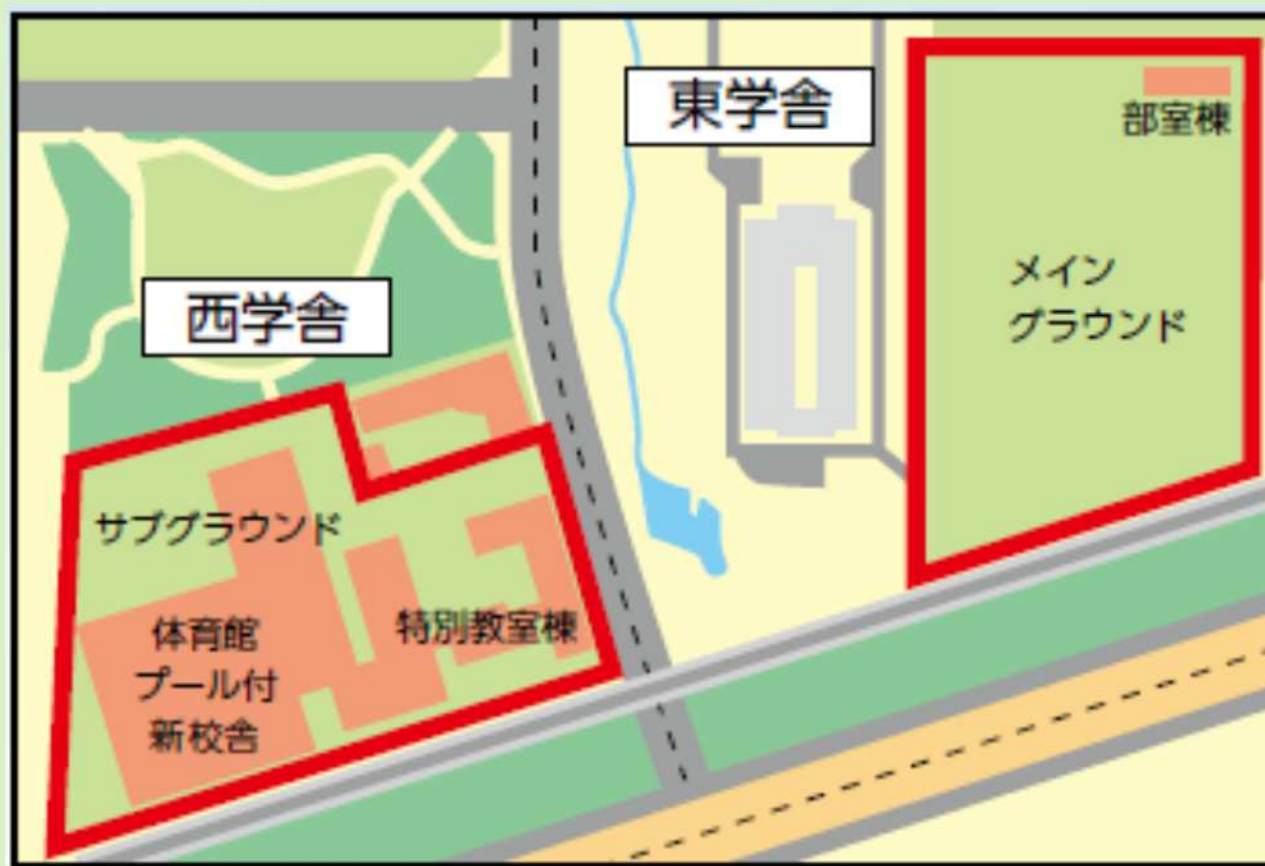 西学舎
サブグラウンド
体育館
プール付
新校舎
特別教室棟
東学舎
部室棟
メイン
グラウンド